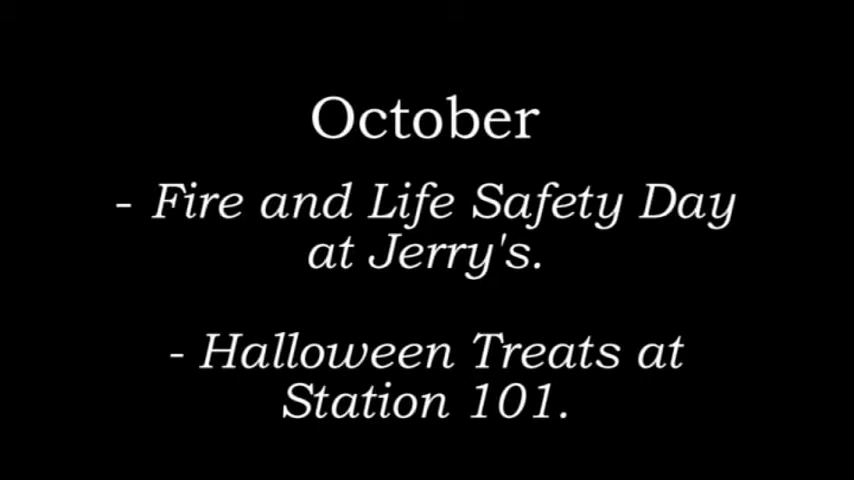 October
- Fire and Life Safety Day
at Jerry's.
- Halloween Treats at
Station 101.